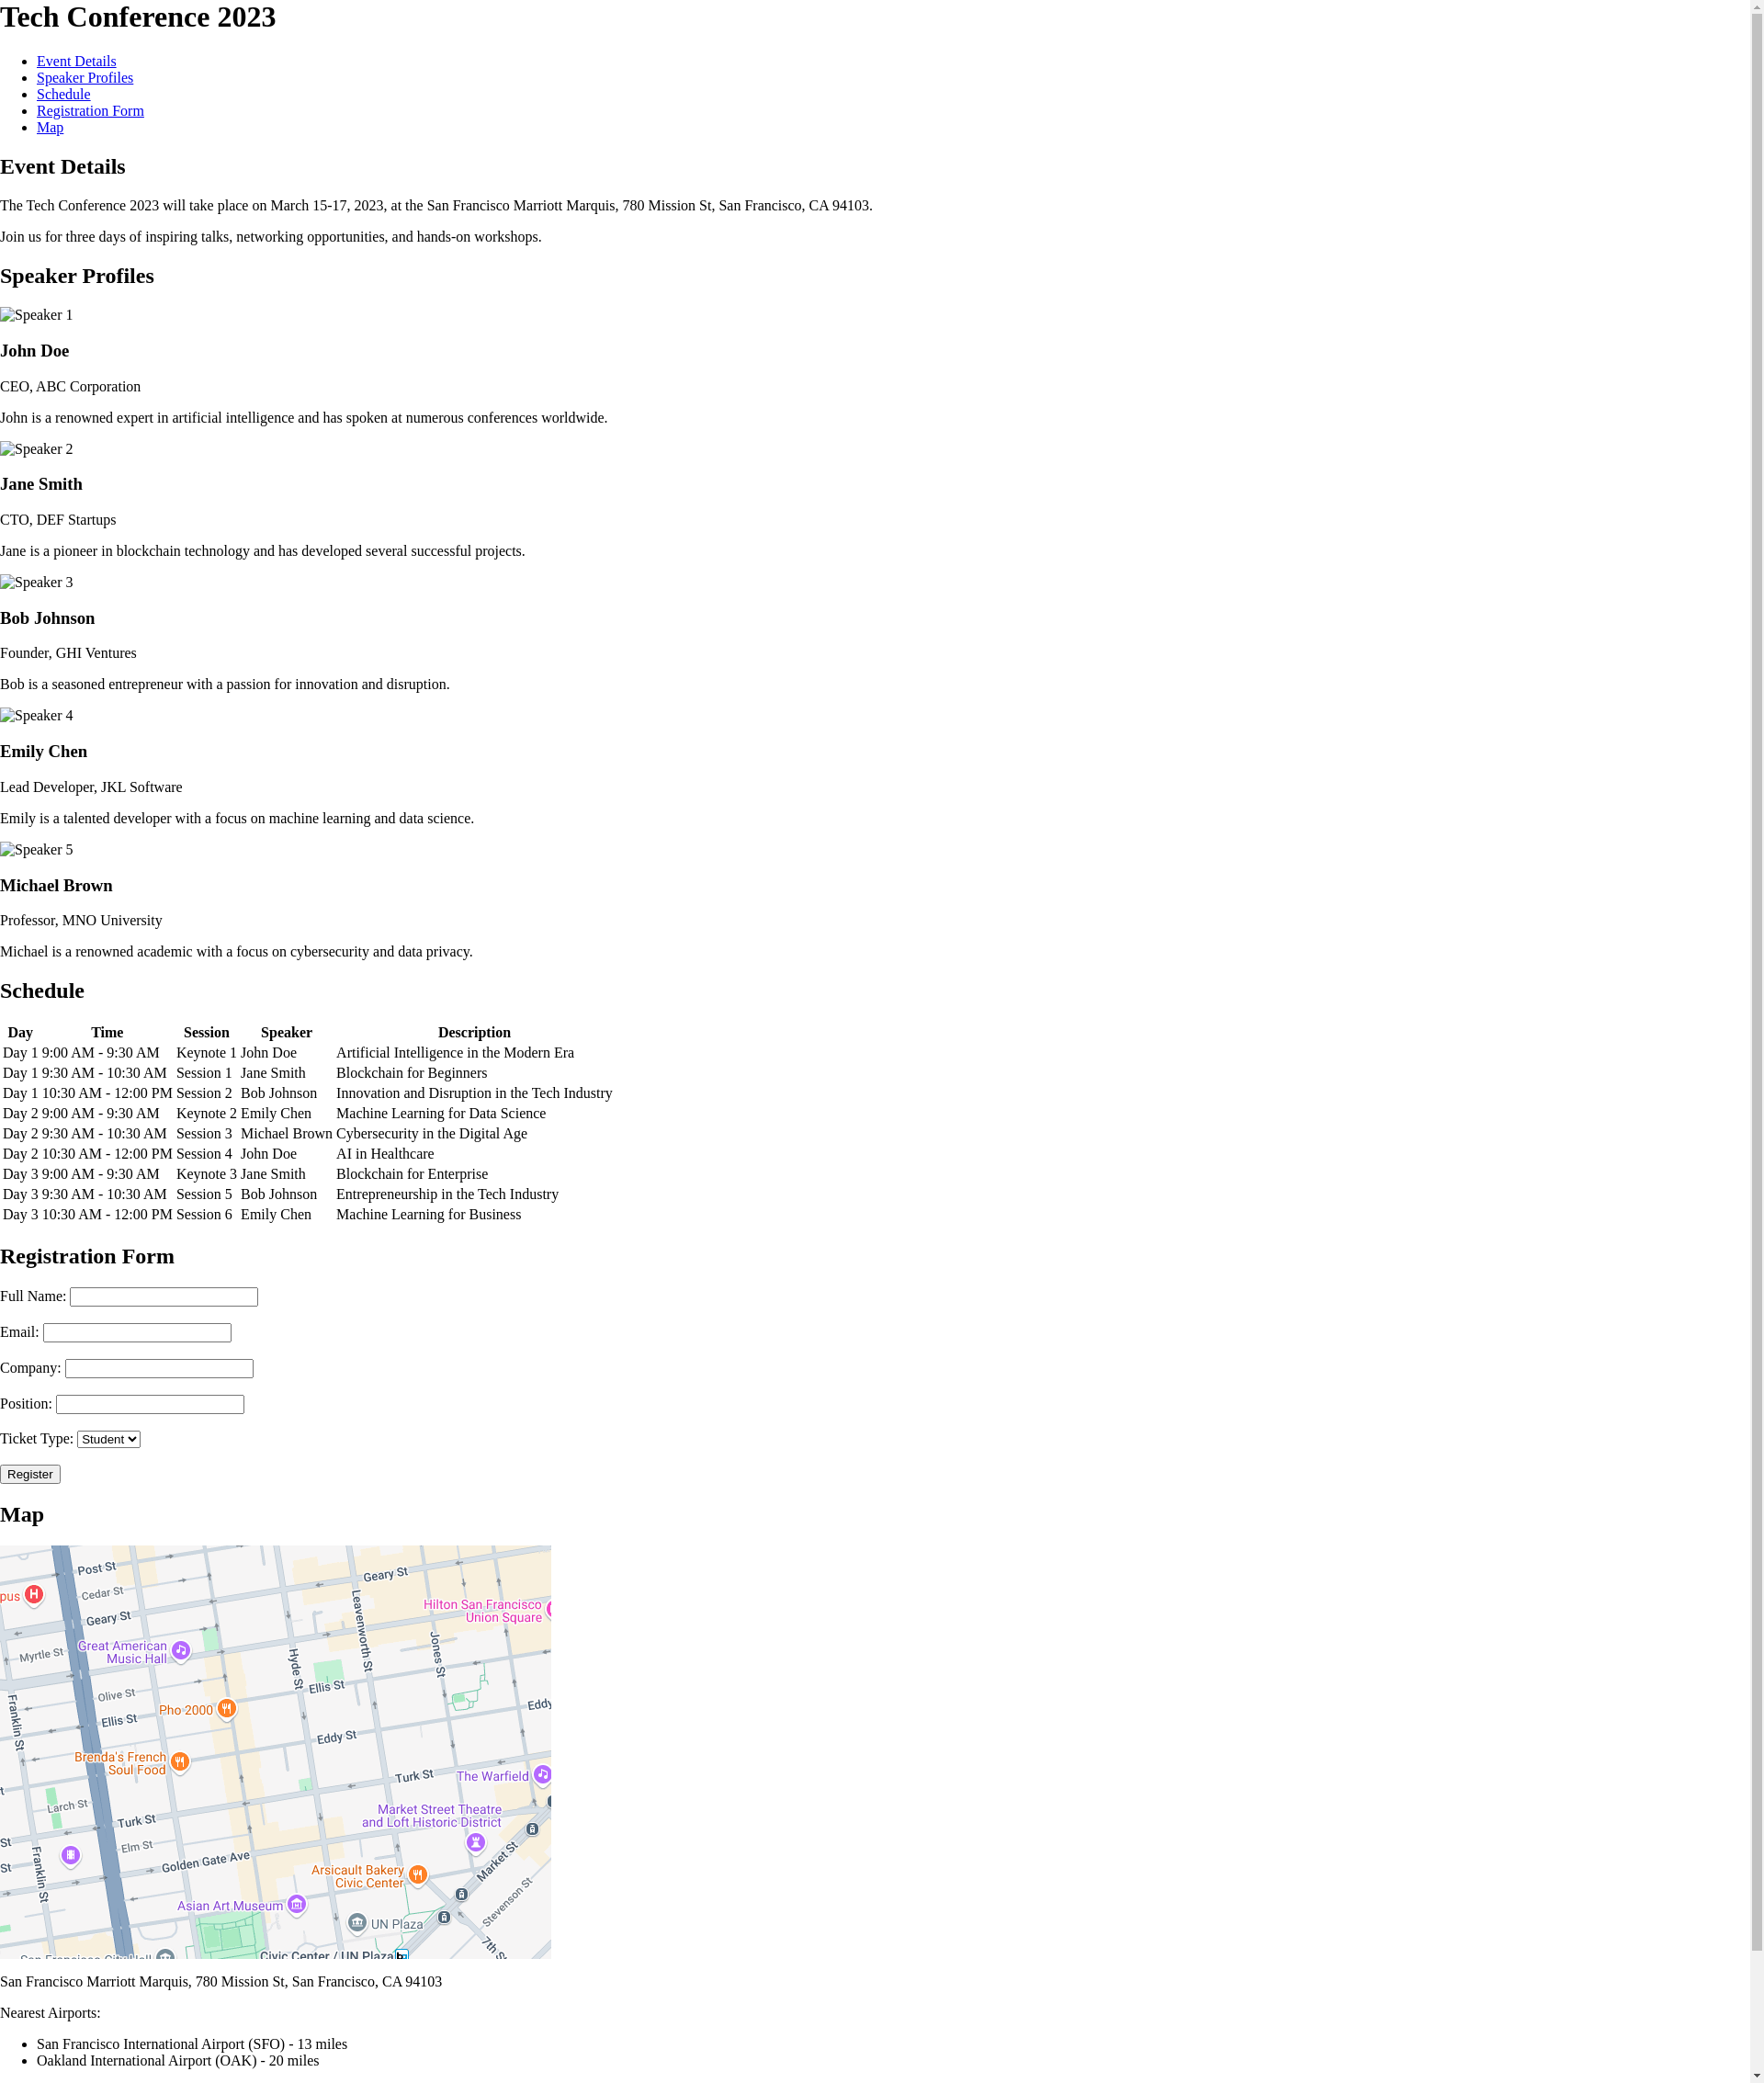 Tech Conference 2023
Event Details
Speaker Profiles
Schedule
Registration Form
Map
Event Details
The Tech Conference 2023 will take place on March 15-17, 2023, at the San Francisco Marriott Marquis, 780 Mission St, San Francisco, CA 94103.
Join us for three days of inspiring talks, networking opportunities, and hands-on workshops.
Speaker Profiles
Speaker 1
John Doe
CEO, ABC Corporation
John is a renowned expert in artificial intelligence and has spoken at numerous conferences worldwide.
Speaker 2
Jane Smith
CTO, DEF Startups
Jane is a pioneer in blockchain technology and has developed several successful projects.
Speaker 3
Bob Johnson
Founder, GHI Ventures
Bob is a seasoned entrepreneur with a passion for innovation and disruption.
Speaker 4
Emily Chen
Lead Developer, JKL Software
Emily is a talented developer with a focus on machine learning and data science.
Speaker 5
Michael Brown
Professor, MNO University
Michael is a renowned academic with a focus on cybersecurity and data privacy.
Schedule
Day Time Session Speaker Description
Day 1 9:00 AM - 9:30 AM Keynote 1 John Doe Artificial Intelligence in the Modern Era
Day 1 9:30 AM - 10:30 AM Session 1 Jane Smith Blockchain for Beginners
Day 1 10:30 AM - 12:00 PM Session 2 Bob Johnson Innovation and Disruption in the Tech Industry
Day 2 9:00 AM - 9:30 AM Keynote 2 Emily Chen Machine Learning for Data Science
Day 2 9:30 AM - 10:30 AM Session 3 Michael Brown Cybersecurity in the Digital Age
Day 2 10:30 AM - 12:00 PM Session 4 John Doe AI in Healthcare
Day 3 9:00 AM - 9:30 AM Keynote 3 Jane Smith Blockchain for Enterprise
Day 3 9:30 AM - 10:30 AM Session 5 Bob Johnson Entrepreneurship in the Tech Industry
Day 3 10:30 AM - 12:00 PM Session 6 Emily Chen Machine Learning for Business
Registration Form
Full Name:
Email:
Company:
Position:
Ticket Type: Student
Register
Map
Post St
Geary St
pus
H
Cedar St
Leavenworth St
Hilton San Francisco
Union Square
Geary St
Jones St
Great American
Music Hall
Myrtle St
Hyde St
Ellis St
Olive St
Franklin St
Pho 2000
Eddy
Ellis St
Eddy St
Brenda's French
Soul Food
Turk St
The Warfield
Larch St
Market Street Theatre
and Loft Historic District
Turk St
St
Elm St
Market St
Golden Gate Ave
St
Franklin St
Arsicault Bakery
Civic Center
Stevenson St
Asian Art Museum
UN Plaza
7th St
San Francisco City Hall
Civic Center / UN Plaza
San Francisco Marriott Marquis, 780 Mission St, San Francisco, CA 94103
Nearest Airports:
San Francisco International Airport (SFO) - 13 miles
Oakland International Airport (OAK) - 20 miles